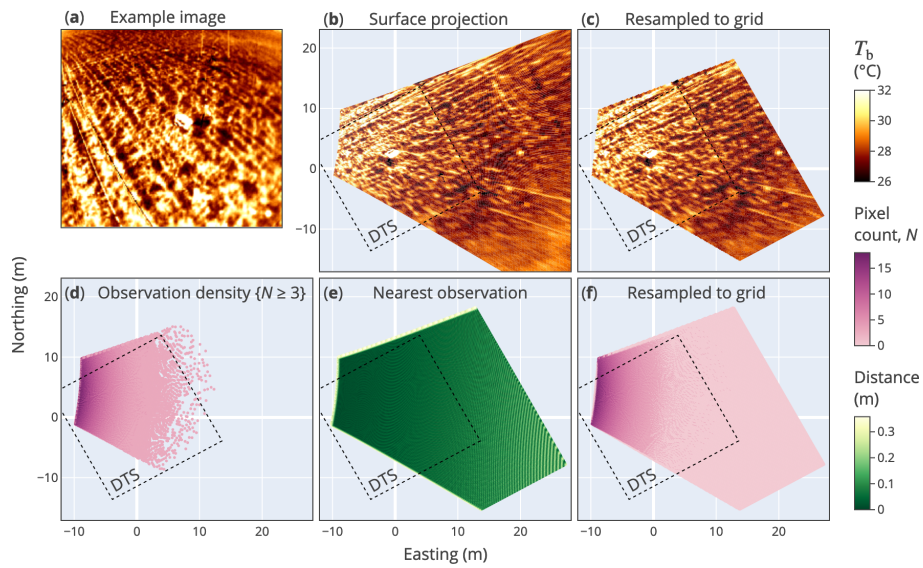 (a) Example image
(b) Surface projection
(c) Resampled to grid
20
10
0
−10
DTS
DTS
Tb
(°C)
32
30
28
26
Pixel
count, N
15
10
5
0
Northing (m)
(d) Observation density {N ≥ 3}
(e) Nearest observation
(f) Resampled to grid
20
10
0
−10
DTS
DTS
DTS
Distance
(m)
0.3
0.2
0.1
0
−10 0 10 20
−10 0 10 20
−10 0 10 20
Easting (m)